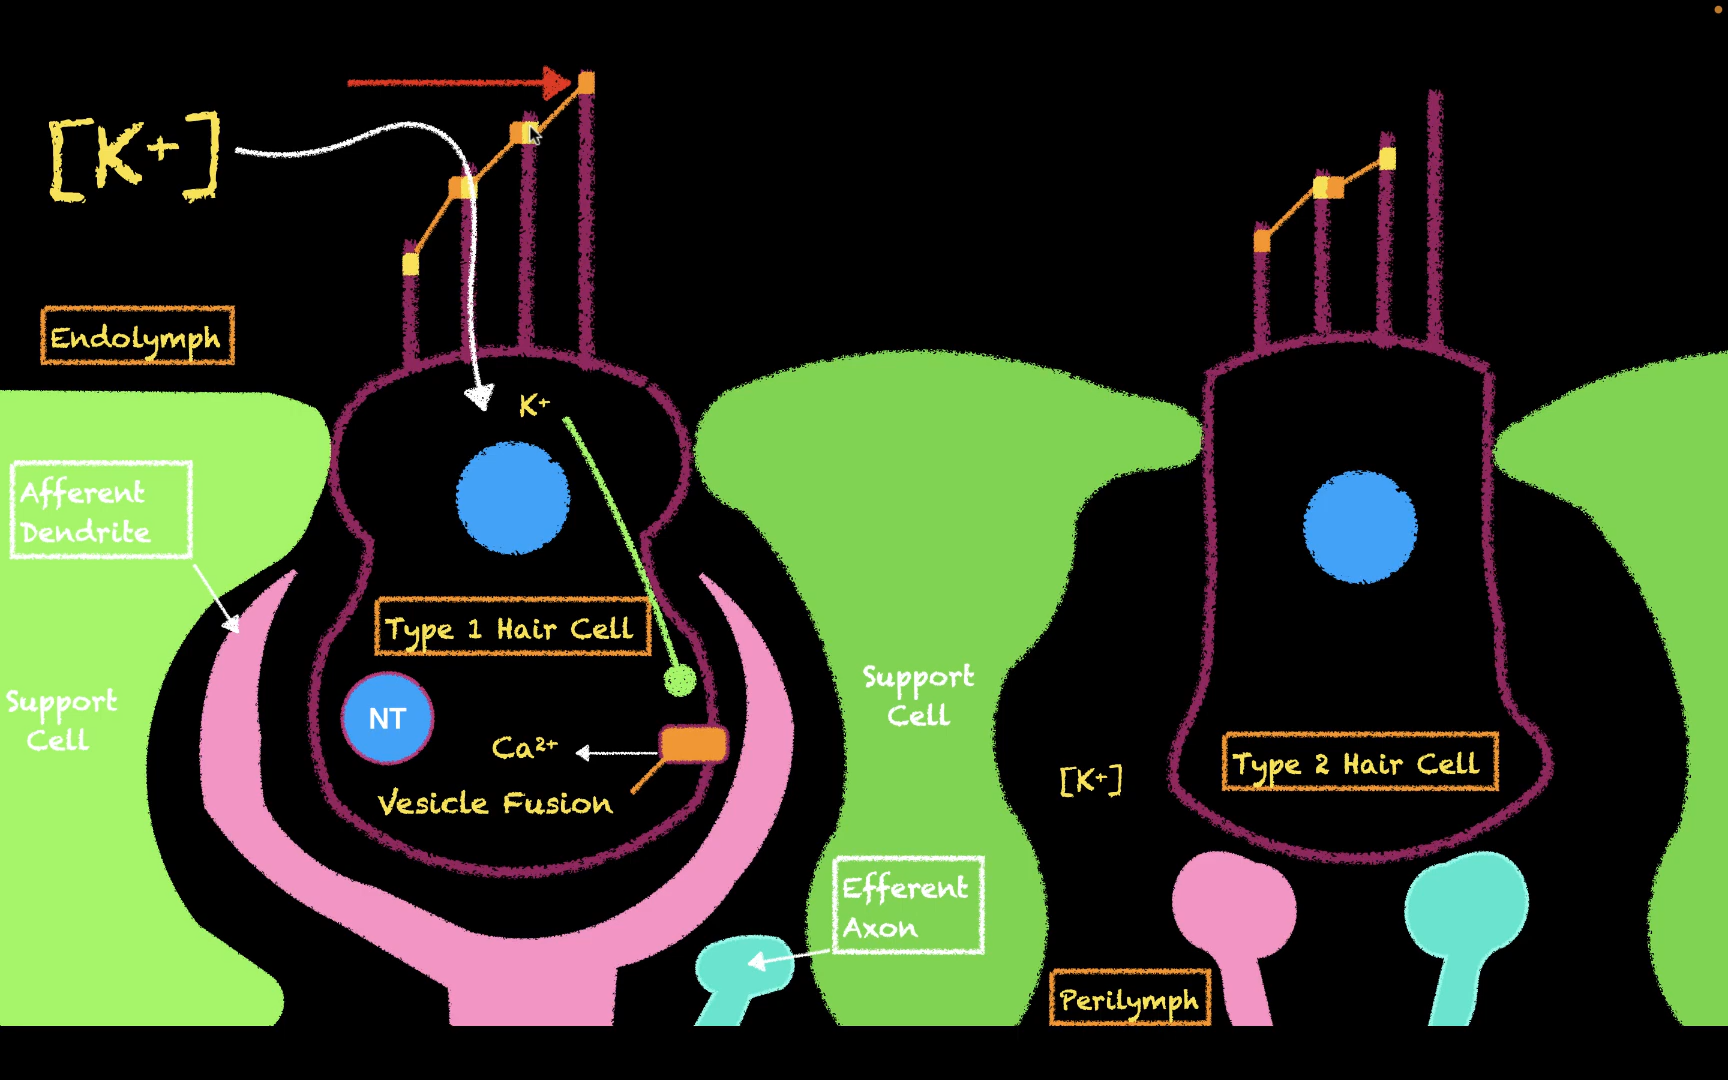 [K⁺]
Endolymph
K⁺
Afferent
Dendrite
Type 1 Hair Cell
Support
Cell
NT
Ca²⁺
Vesicle Fusion
Support
Cell
Efferent
Axon
[K⁺]
Type 2 Hair Cell
Perilymph